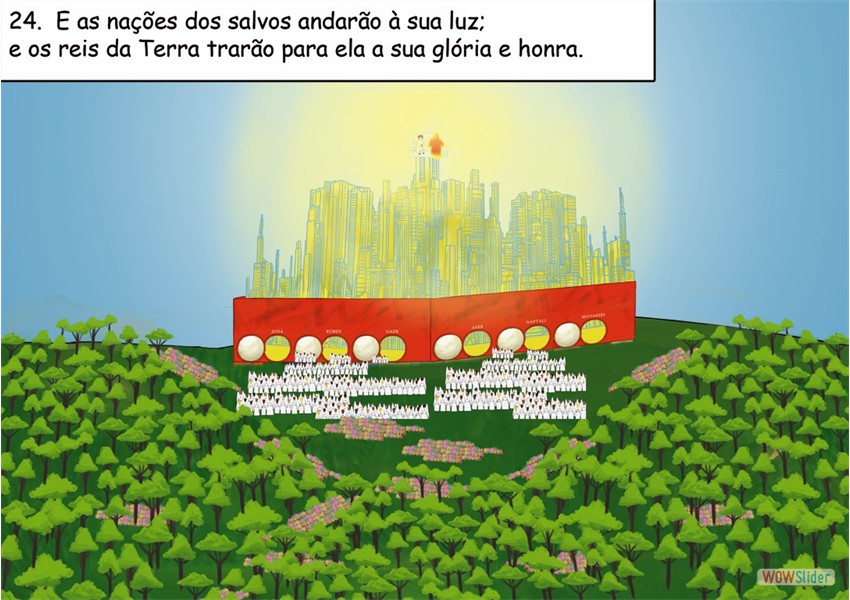 24. E as nações dos salvos andarão à sua luz;
e os reis da Terra trarão para ela a sua glória e honra.
JUDÁ
RÚBEN
GADE
ASER
NAFTALI
MANASSÉS
WOWSlider